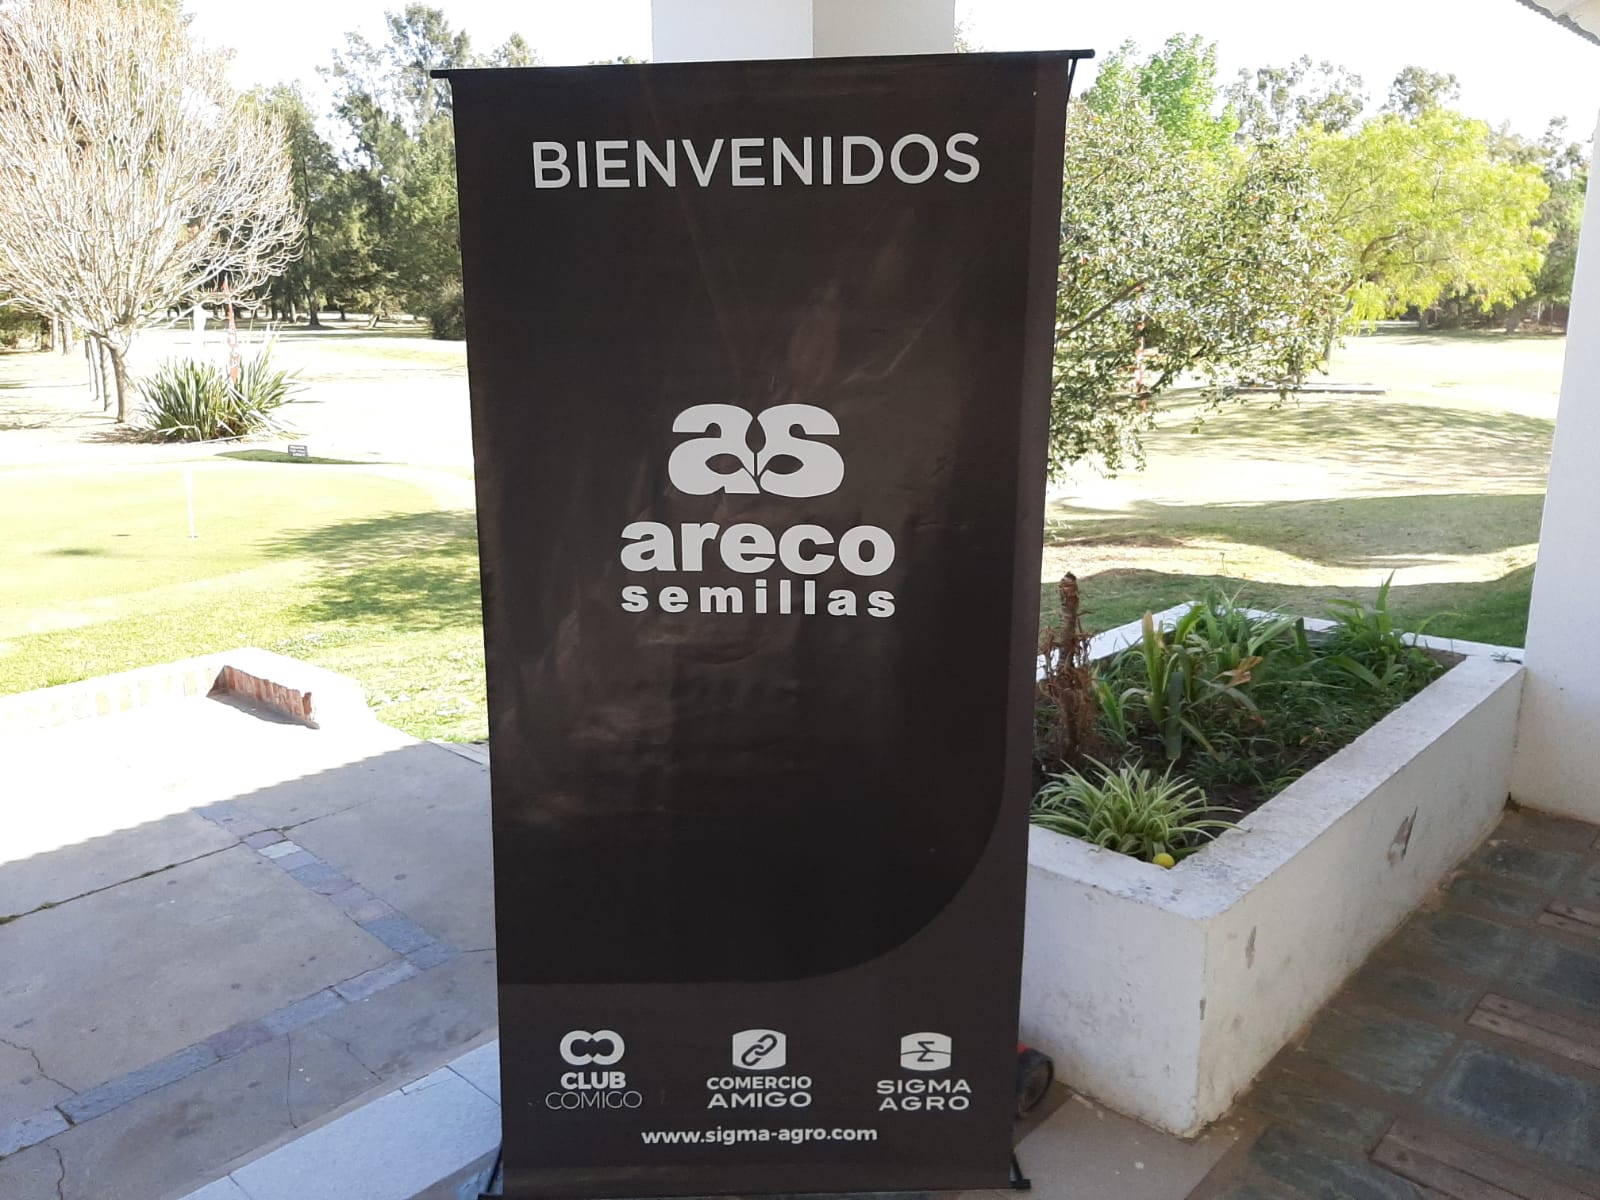 BIENVENIDOS
as
areco
semillas
CLUB
COMIGO
COMERCIO
AMIGO
SIGMA
AGRO
www.sigma-agro.com